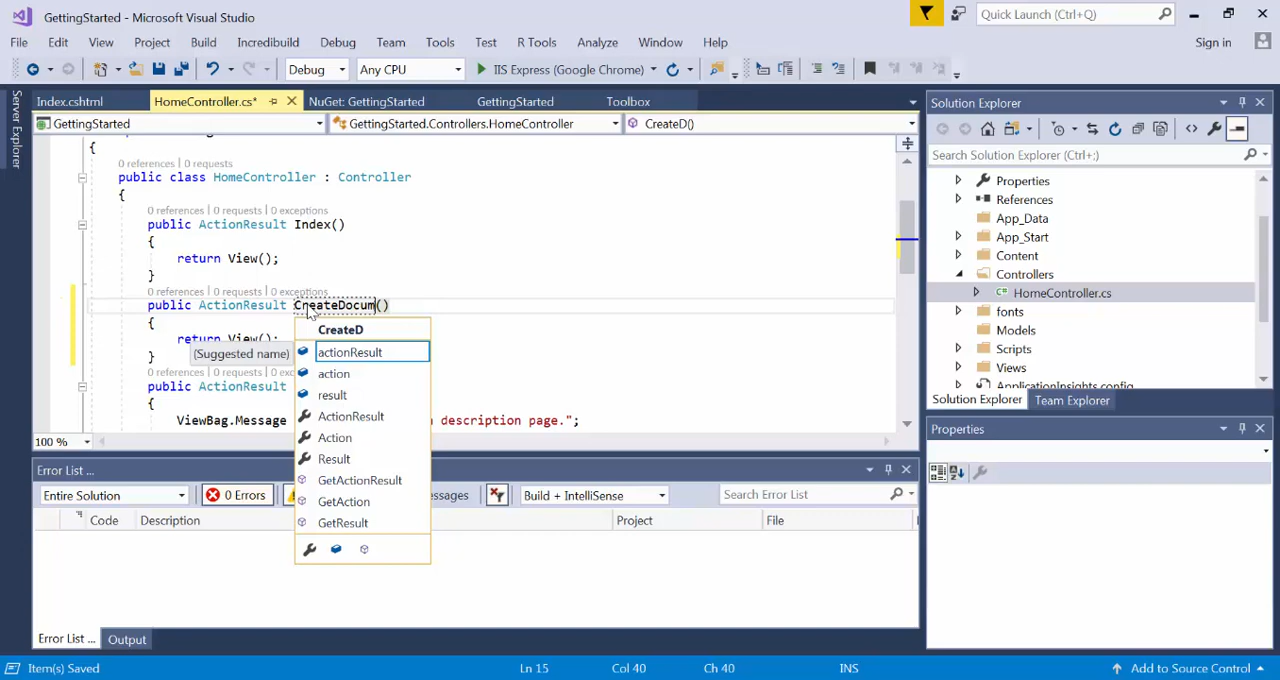 GettingStarted - Microsoft Visual Studio
Quick Launch (Ctrl+Q)
File Edit View Project Build Incredibuild Debug Team Tools Test R Tools Analyze Window Help
Sign in
Debug Any CPU IIS Express (Google Chrome)
Server Explorer
Index.cshtml HomeController.cs* NuGet: GettingStarted GettingStarted Toolbox
GettingStarted GettingStarted.Controllers.HomeController CreateD()
{
0 references | 0 requests
public class HomeController : Controller
{
0 references | 0 requests | 0 exceptions
public ActionResult Index()
{
return View();
}
0 references | 0 requests | 0 exceptions
public ActionResult CreateDocum()
{
return View();
}
(Suggested name)
0 references | 0 requests | 0 exc
public ActionResult
{
ViewBag.Message
n description page.";
CreateD
actionResult
action
result
ActionResult
Action
Result
GetActionResult
GetAction
GetResult
100 %
Error List ...
Entire Solution 0 Errors essages Build + IntelliSense Search Error List
Code Description Project File
Error List ... Output
Solution Explorer
Search Solution Explorer (Ctrl+;)
Properties
References
App_Data
App_Start
Content
Controllers
HomeController.cs
fonts
Models
Scripts
Views
ApplicationInsights.config
Solution Explorer Team Explorer
Properties
Item(s) Saved Ln 15 Col 40 Ch 40 INS Add to Source Control